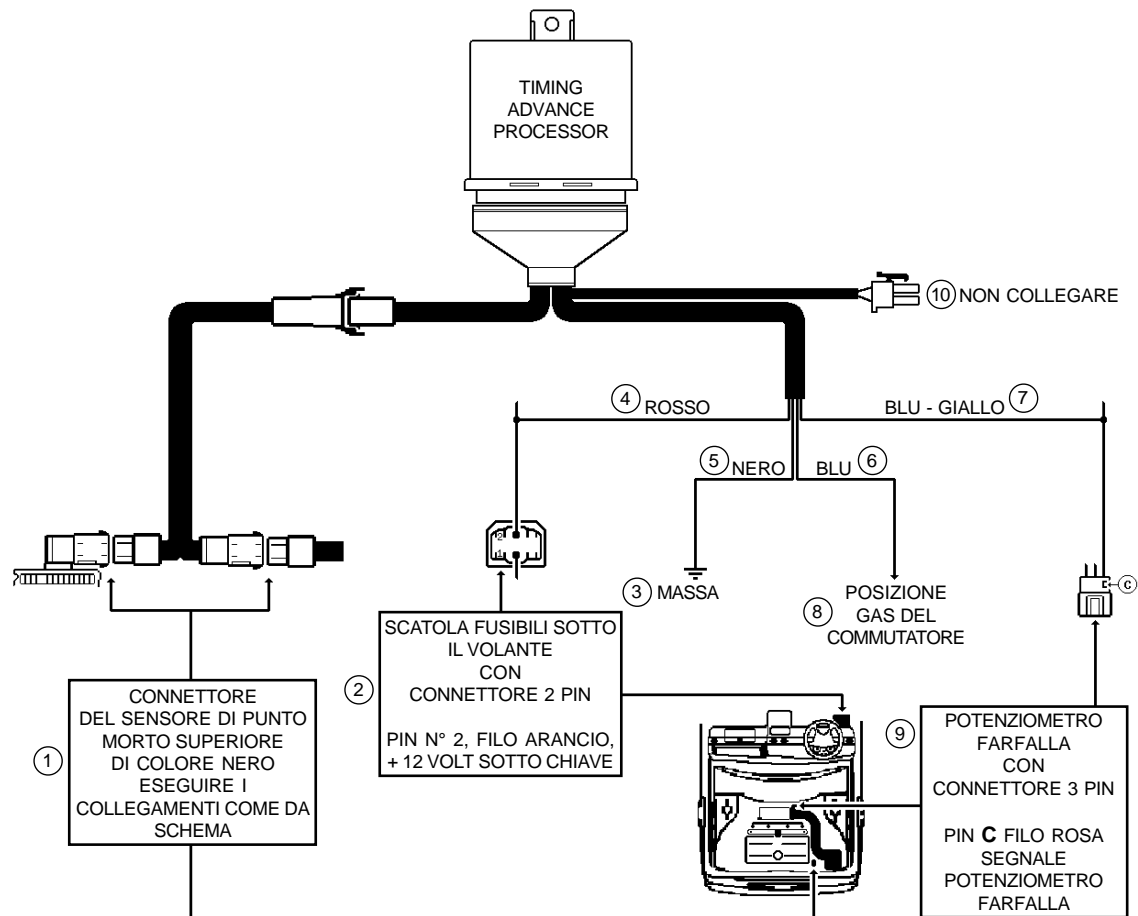 TIMING
ADVANCE
PROCESSOR
10 NON COLLEGARE
4 ROSSO
BLU - GIALLO 7
5 NERO
BLU 6
2
1
3 MASSA
8
POSIZIONE
GAS DEL
COMMUTATORE
C
2
SCATOLA FUSIBILI SOTTO
IL VOLANTE
CON
CONNETTORE 2 PIN
PIN N° 2, FILO ARANCIO,
+ 12 VOLT SOTTO CHIAVE
1
CONNETTORE
DEL SENSORE DI PUNTO
MORTO SUPERIORE
DI COLORE NERO
ESEGUIRE I
COLLEGAMENTI COME DA
SCHEMA
9
POTENZIOMETRO
FARFALLA
CON
CONNETTORE 3 PIN
PIN C FILO ROSA
SEGNALE
POTENZIOMETRO
FARFALLA